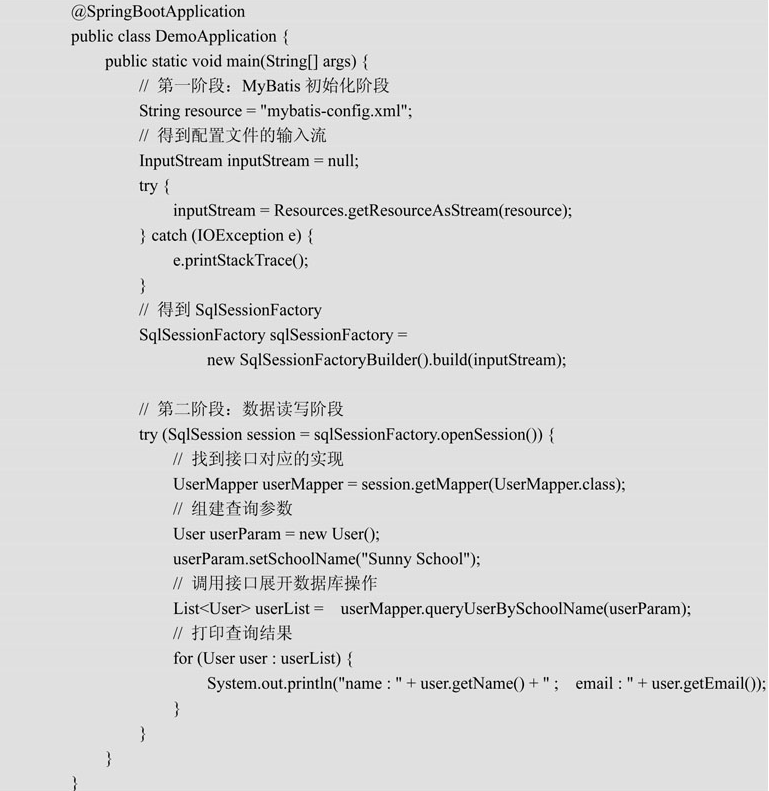 @SpringBootApplication
public class DemoApplication {
public static void main(String[] args) {
// 第一阶段：MyBatis 初始化阶段
String resource = "mybatis-config.xml";
// 得到配置文件的输入流
InputStream inputStream = null;
try {
inputStream = Resources.getResourceAsStream(resource);
} catch (IOException e) {
e.printStackTrace();
}
// 得到 SqlSessionFactory
SqlSessionFactory sqlSessionFactory =
new SqlSessionFactoryBuilder().build(inputStream);
// 第二阶段：数据读写阶段
try (SqlSession session = sqlSessionFactory.openSession()) {
// 找到接口对应的实现
UserMapper userMapper = session.getMapper(UserMapper.class);
// 组建查询参数
User userParam = new User();
userParam.setSchoolName("Sunny School");
// 调用接口展开数据库操作
List<User> userList = userMapper.queryUserBySchoolName(userParam);
// 打印查询结果
for (User user : userList) {
System.out.println("name : " + user.getName() + " ; email : " + user.getEmail());
}
}
}
}